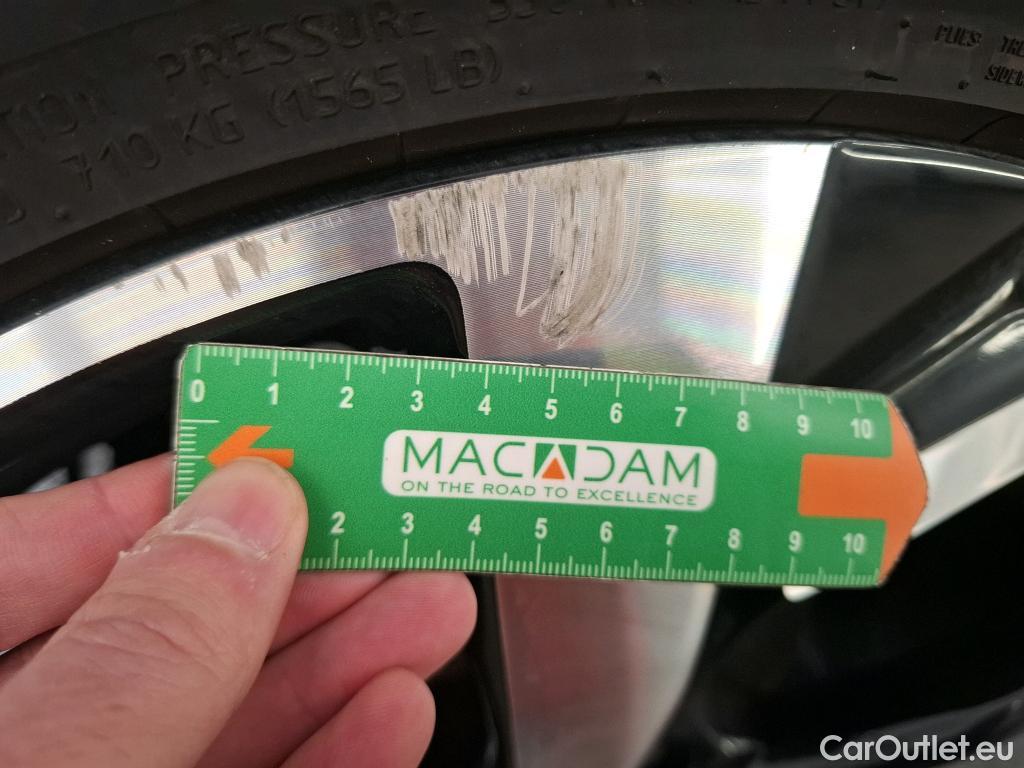 PRESSURE
710 KG (1565 LB)
PLIES
0 1 2 3 4 5 6 7 8 9 10
MACADAM
ON THE ROAD TO EXCELLENCE
2 3 4 5 6 7 8 9 10
CarOutlet.eu